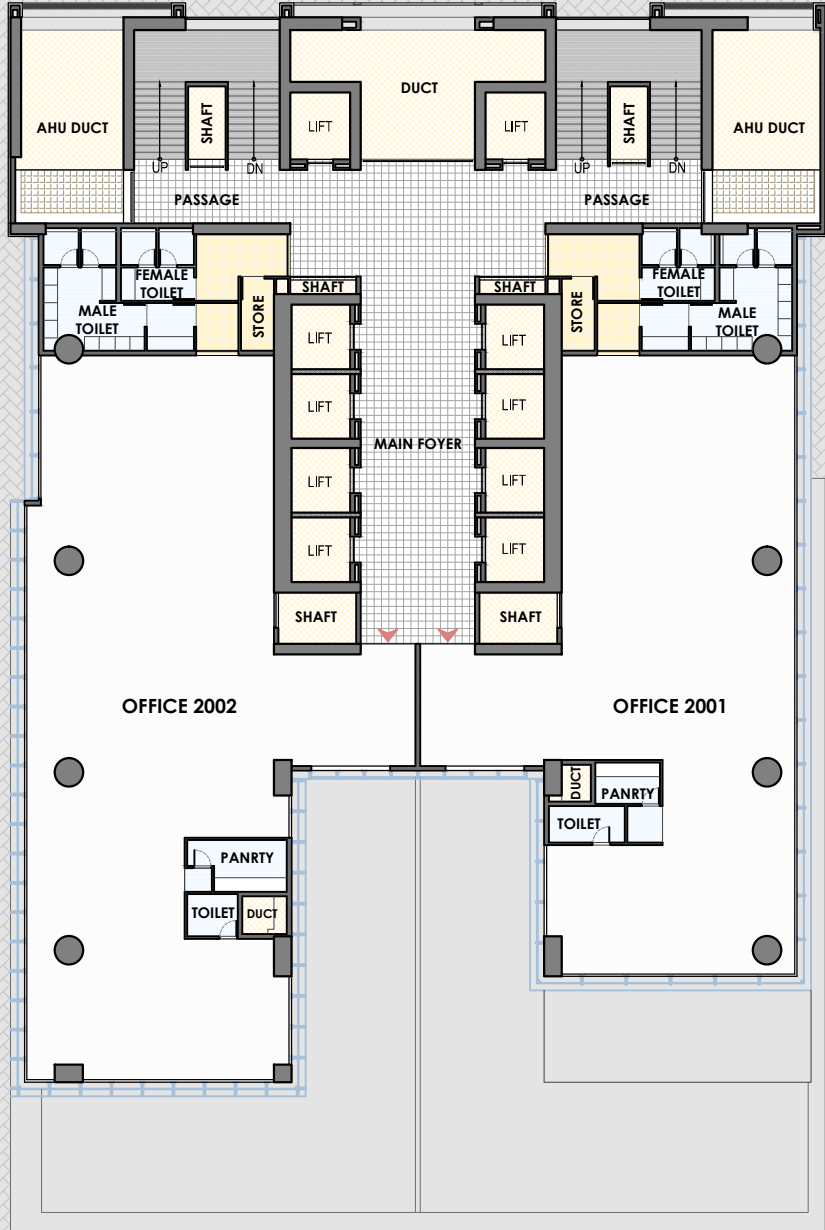 DUCT
SHAFT
LIFT
LIFT
SHAFT
AHU DUCT
AHU DUCT
UP
DN
UP
DN
PASSAGE
PASSAGE
FEMALE
TOILET
SHAFT
SHAFT
FEMALE
TOILET
MALE
TOILET
STORE
STORE
MALE
TOILET
LIFT
LIFT
LIFT
LIFT
MAIN FOYER
LIFT
LIFT
LIFT
LIFT
SHAFT
SHAFT
OFFICE 2002
OFFICE 2001
DUCT
PANRTY
TOILET
PANRTY
TOILET
DUCT